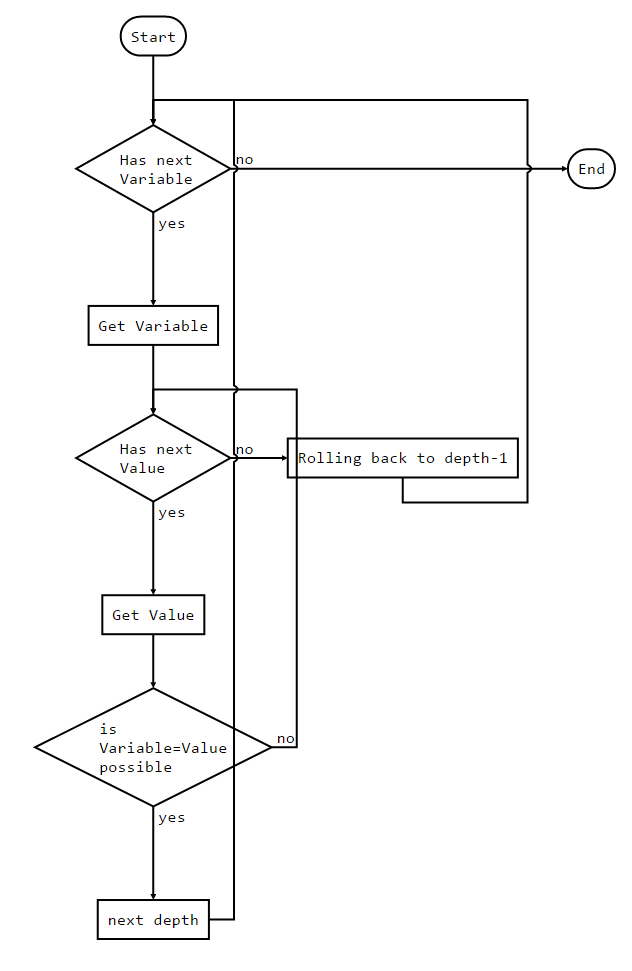 Start
Has next
Variable
no
End
yes
Get Variable
Has next
Value
no
Rolling back to depth-1
yes
Get Value
is
Variable=Value
possible
no
yes
next depth